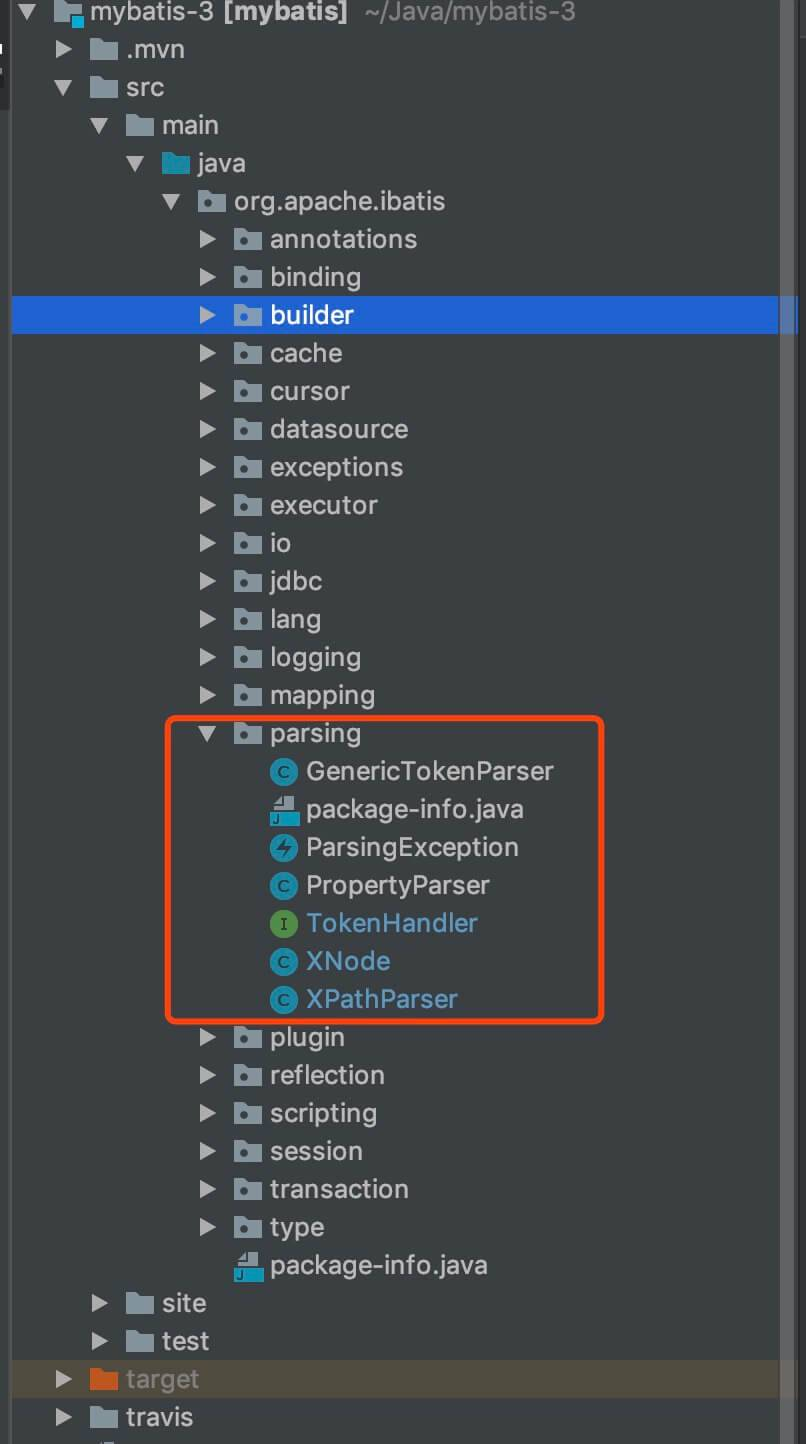 mybatis-3 [mybatis] ~/Java/mybatis-3
.mvn
src
main
java
org.apache.ibatis
annotations
binding
builder
cache
cursor
datasource
exceptions
executor
io
jdbc
lang
logging
mapping
parsing
GenericTokenParser
package-info.java
ParsingException
PropertyParser
TokenHandler
XNode
XPathParser
plugin
reflection
scripting
session
transaction
type
package-info.java
site
test
target
travis